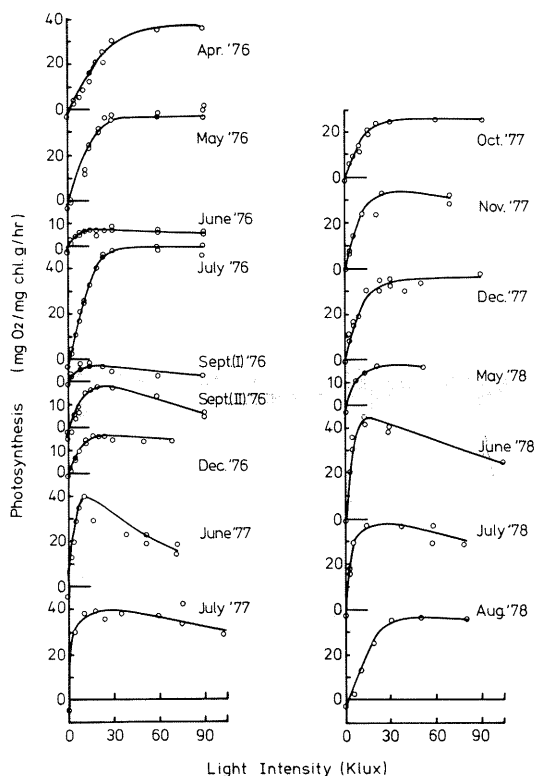 40
Apr. '76
20
0
May '76
20
0
June '76
10
0
July '76
40
20
0
Sept.(I) '76
0
Sept.(II) '76
10
0
10
Dec. '76
0
40
June '77
20
0
July '77
40
20
0
0 30 60 90
Photosynthesis (mg O₂/mg chl. g/hr)
20
Oct. '77
0
Nov. '77
20
0
Dec. '77
20
0
May '78
10
0
40
June '78
20
0
July '78
20
0
Aug. '78
20
0
0 30 60 90
Light Intensity (Klux)